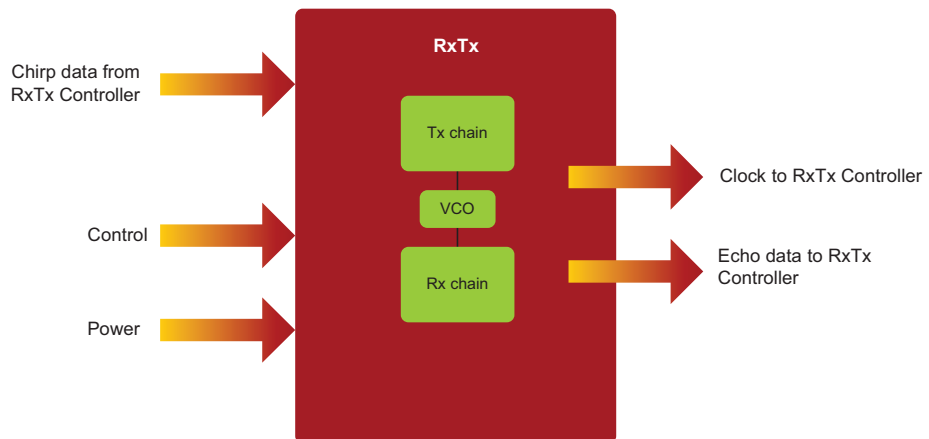 RxTx
Chirp data from
RxTx Controller
Tx chain
Clock to RxTx Controller
VCO
Control
Echo data to RxTx
Controller
Rx chain
Power